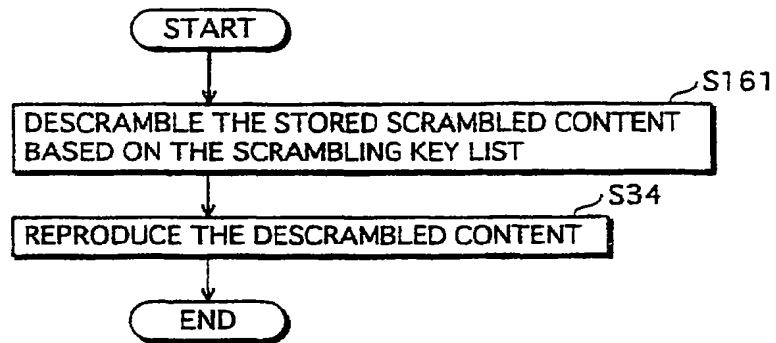 START
S161
DESCRAMBLE THE STORED SCRAMBLED CONTENT
BASED ON THE SCRAMBLING KEY LIST
S34
REPRODUCE THE DESCRAMBLED CONTENT
END